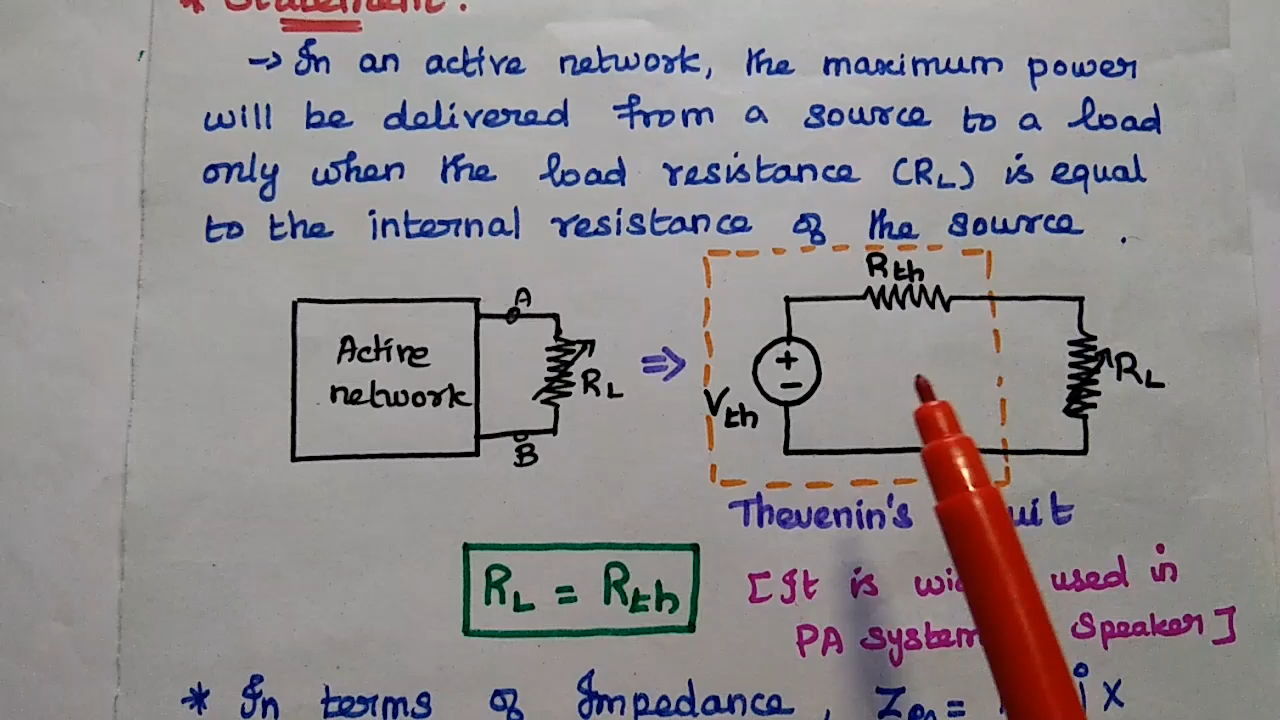 * Statement:
→ In an active network, the maximum power
will be delivered from a source to a load
only when the load resistance (RL) is equal
to the internal resistance of the source.
Active
network
A
B
RL
⇒
Rth
+
−
Vth
RL
Thevenin's
RL = Rth
[It is used in
PA system Speaker]
* In terms of Impedance, =